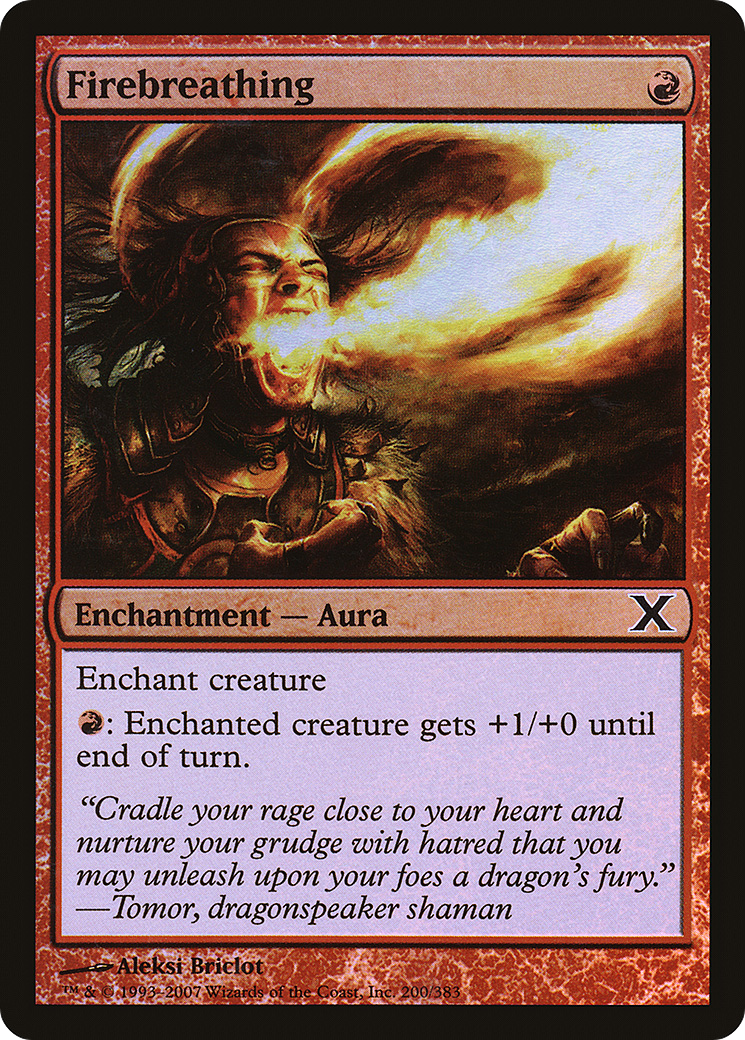 Firebreathing
Enchantment — Aura
X
Enchant creature
: Enchanted creature gets +1/+0 until
end of turn.
“Cradle your rage close to your heart and
nurture your grudge with hatred that you
may unleash upon your foes a dragon’s fury.”
—Tomor, dragonspeaker shaman
Aleksi Briclot
™ & © 1993–2007 Wizards of the Coast, Inc. 200/383